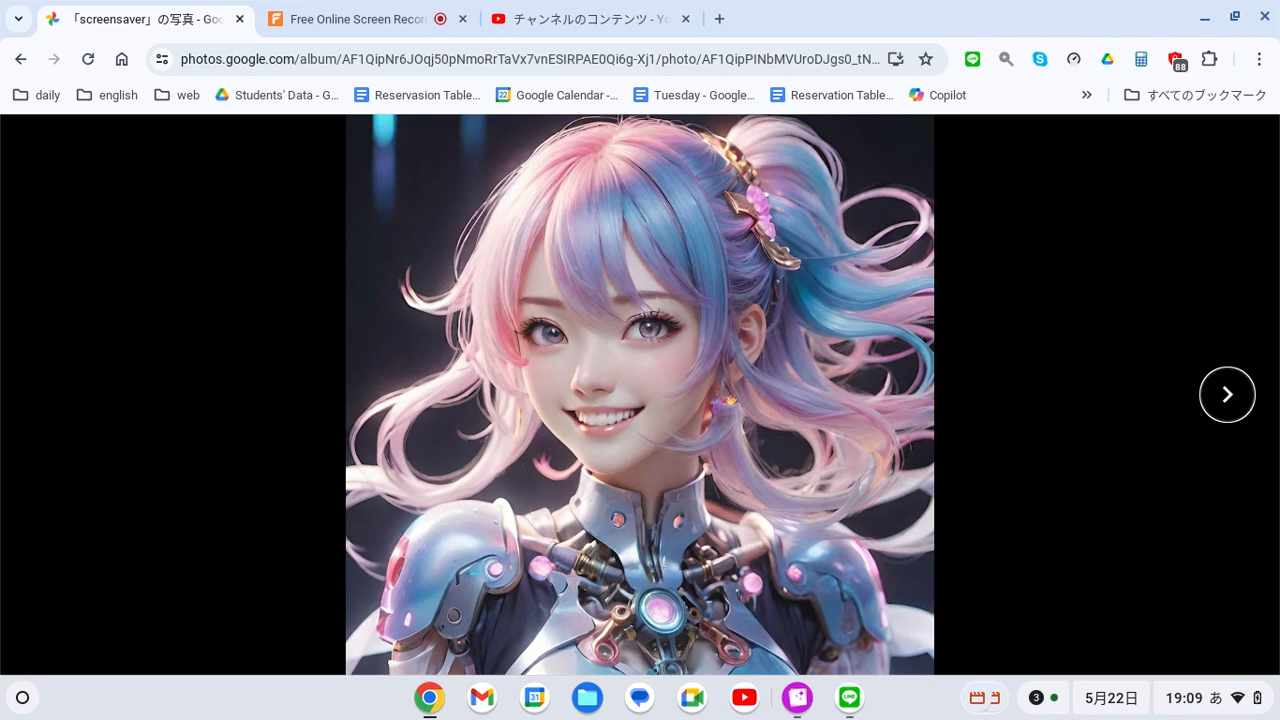 「screensaver」の写真 - Goo
Free Online Screen Record
チャンネルのコンテンツ - Yo
photos.google.com/album/AF1QipNr6JOqj50pNmoRrTaVx7vnESIRPAE0Qi6g-Xj1/photo/AF1QipPINbMVUroDJgs0_tN...
88
daily
english
web
Students' Data - G...
Reservasion Table...
22
Google Calendar -...
Tuesday - Google...
Reservation Table...
Copilot
すべてのブックマーク
31
3
5月22日
19:09
あ